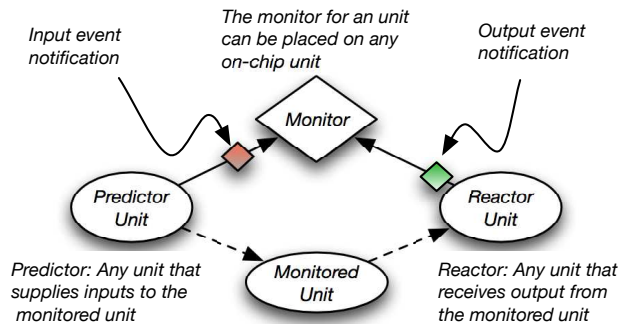 Input event
notification
The monitor for an unit
can be placed on any
on-chip unit
Output event
notification
Monitor
Predictor
Unit
Reactor
Unit
Monitored
Unit
Predictor: Any unit that
supplies inputs to the
monitored unit
Reactor: Any unit that
receives output from
the monitored unit